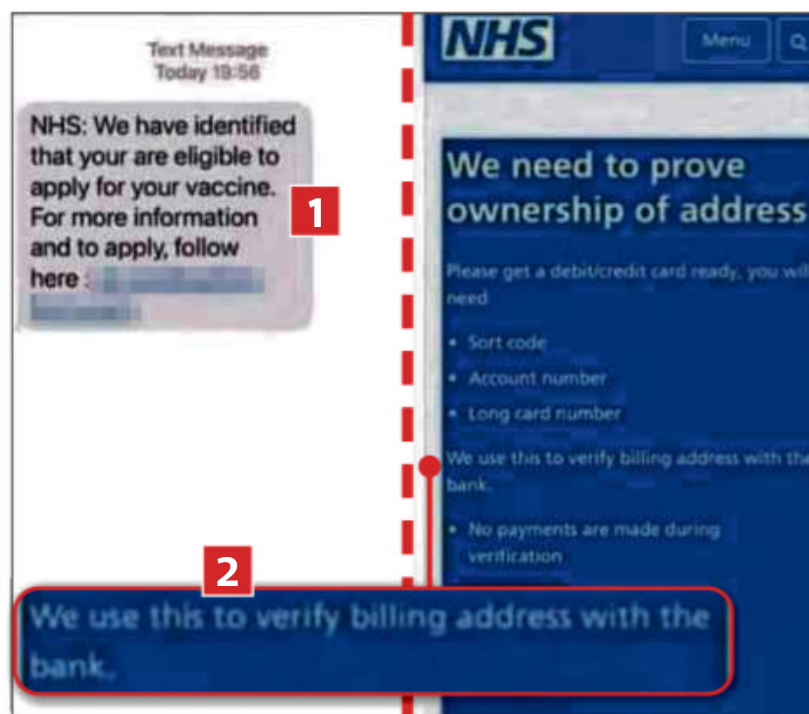 Text Message
Today 19:56
NHS: We have identified
that your are eligible to
apply for your vaccine.
For more information
and to apply, follow
here :
1
NHS
Menu
We need to prove
ownership of address
Please get a debit/credit card ready, you will
need
• Sort code
• Account number
• Long card number
We use this to verify billing address with the
bank.
• No payments are made during
verification
2
We use this to verify billing address with the
bank.